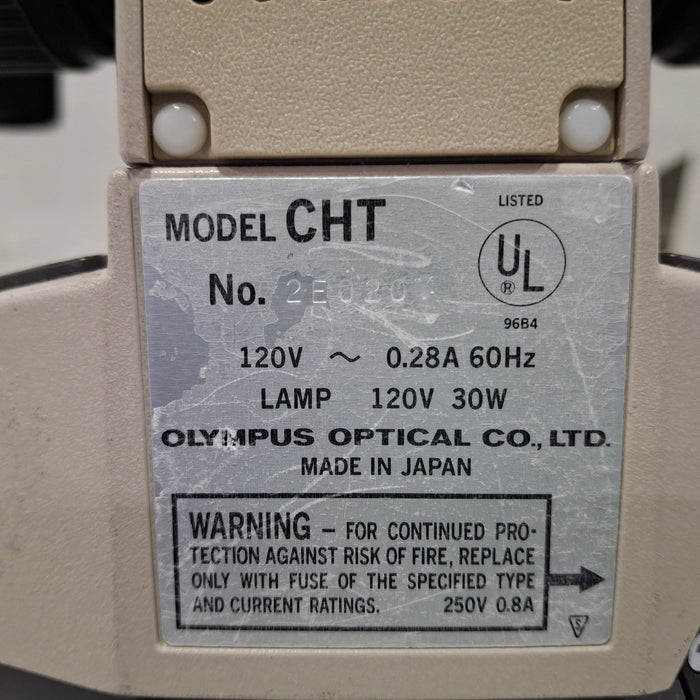 MODEL CHT
LISTED
UL
®
No. 2E0201
96B4
120V ~ 0.28A 60Hz
LAMP 120V 30W
OLYMPUS OPTICAL CO., LTD.
MADE IN JAPAN
WARNING – FOR CONTINUED PRO-
TECTION AGAINST RISK OF FIRE, REPLACE
ONLY WITH FUSE OF THE SPECIFIED TYPE
AND CURRENT RATINGS. 250V 0.8A
S